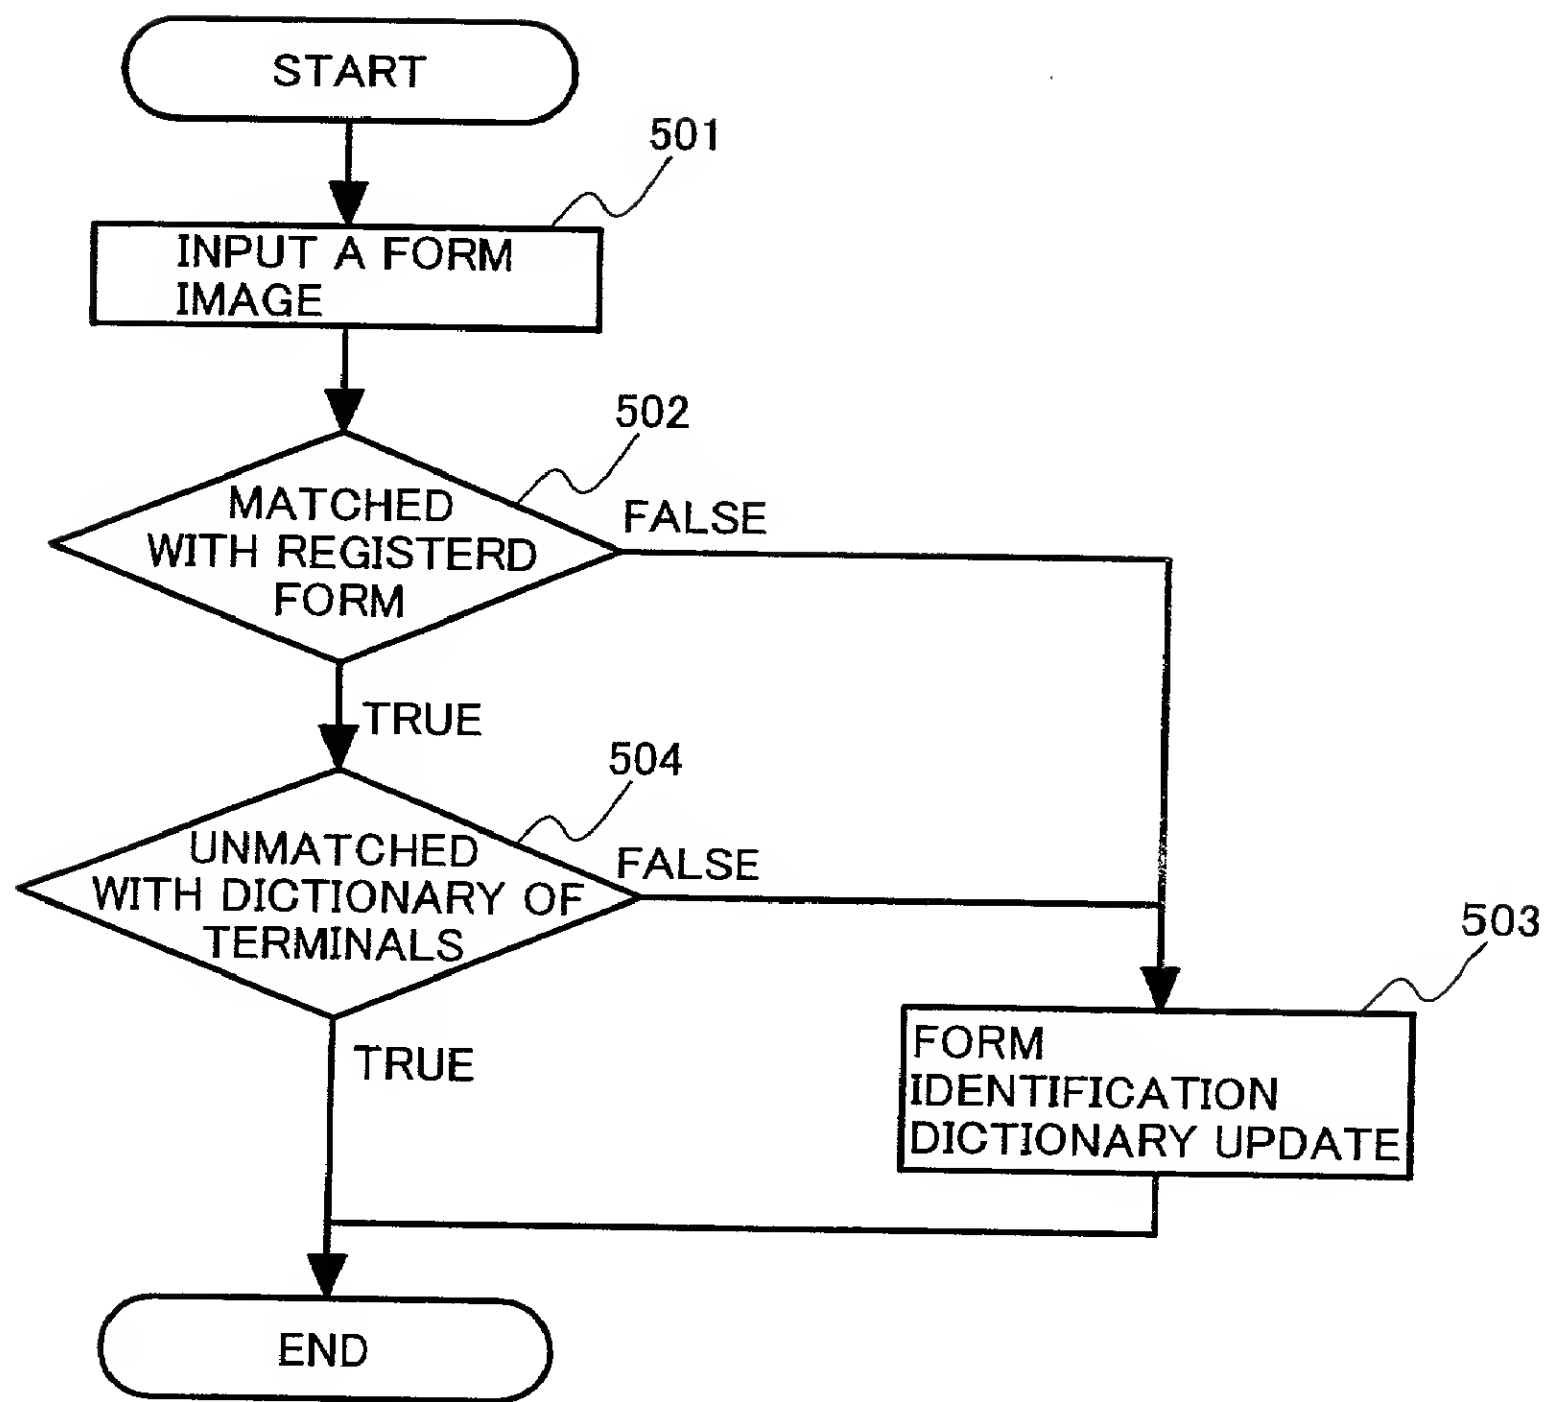 START
501
INPUT A FORM
IMAGE
502
MATCHED
WITH REGISTERD
FORM
FALSE
TRUE
504
UNMATCHED
WITH DICTIONARY OF
TERMINALS
FALSE
503
TRUE
FORM
IDENTIFICATION
DICTIONARY UPDATE
END